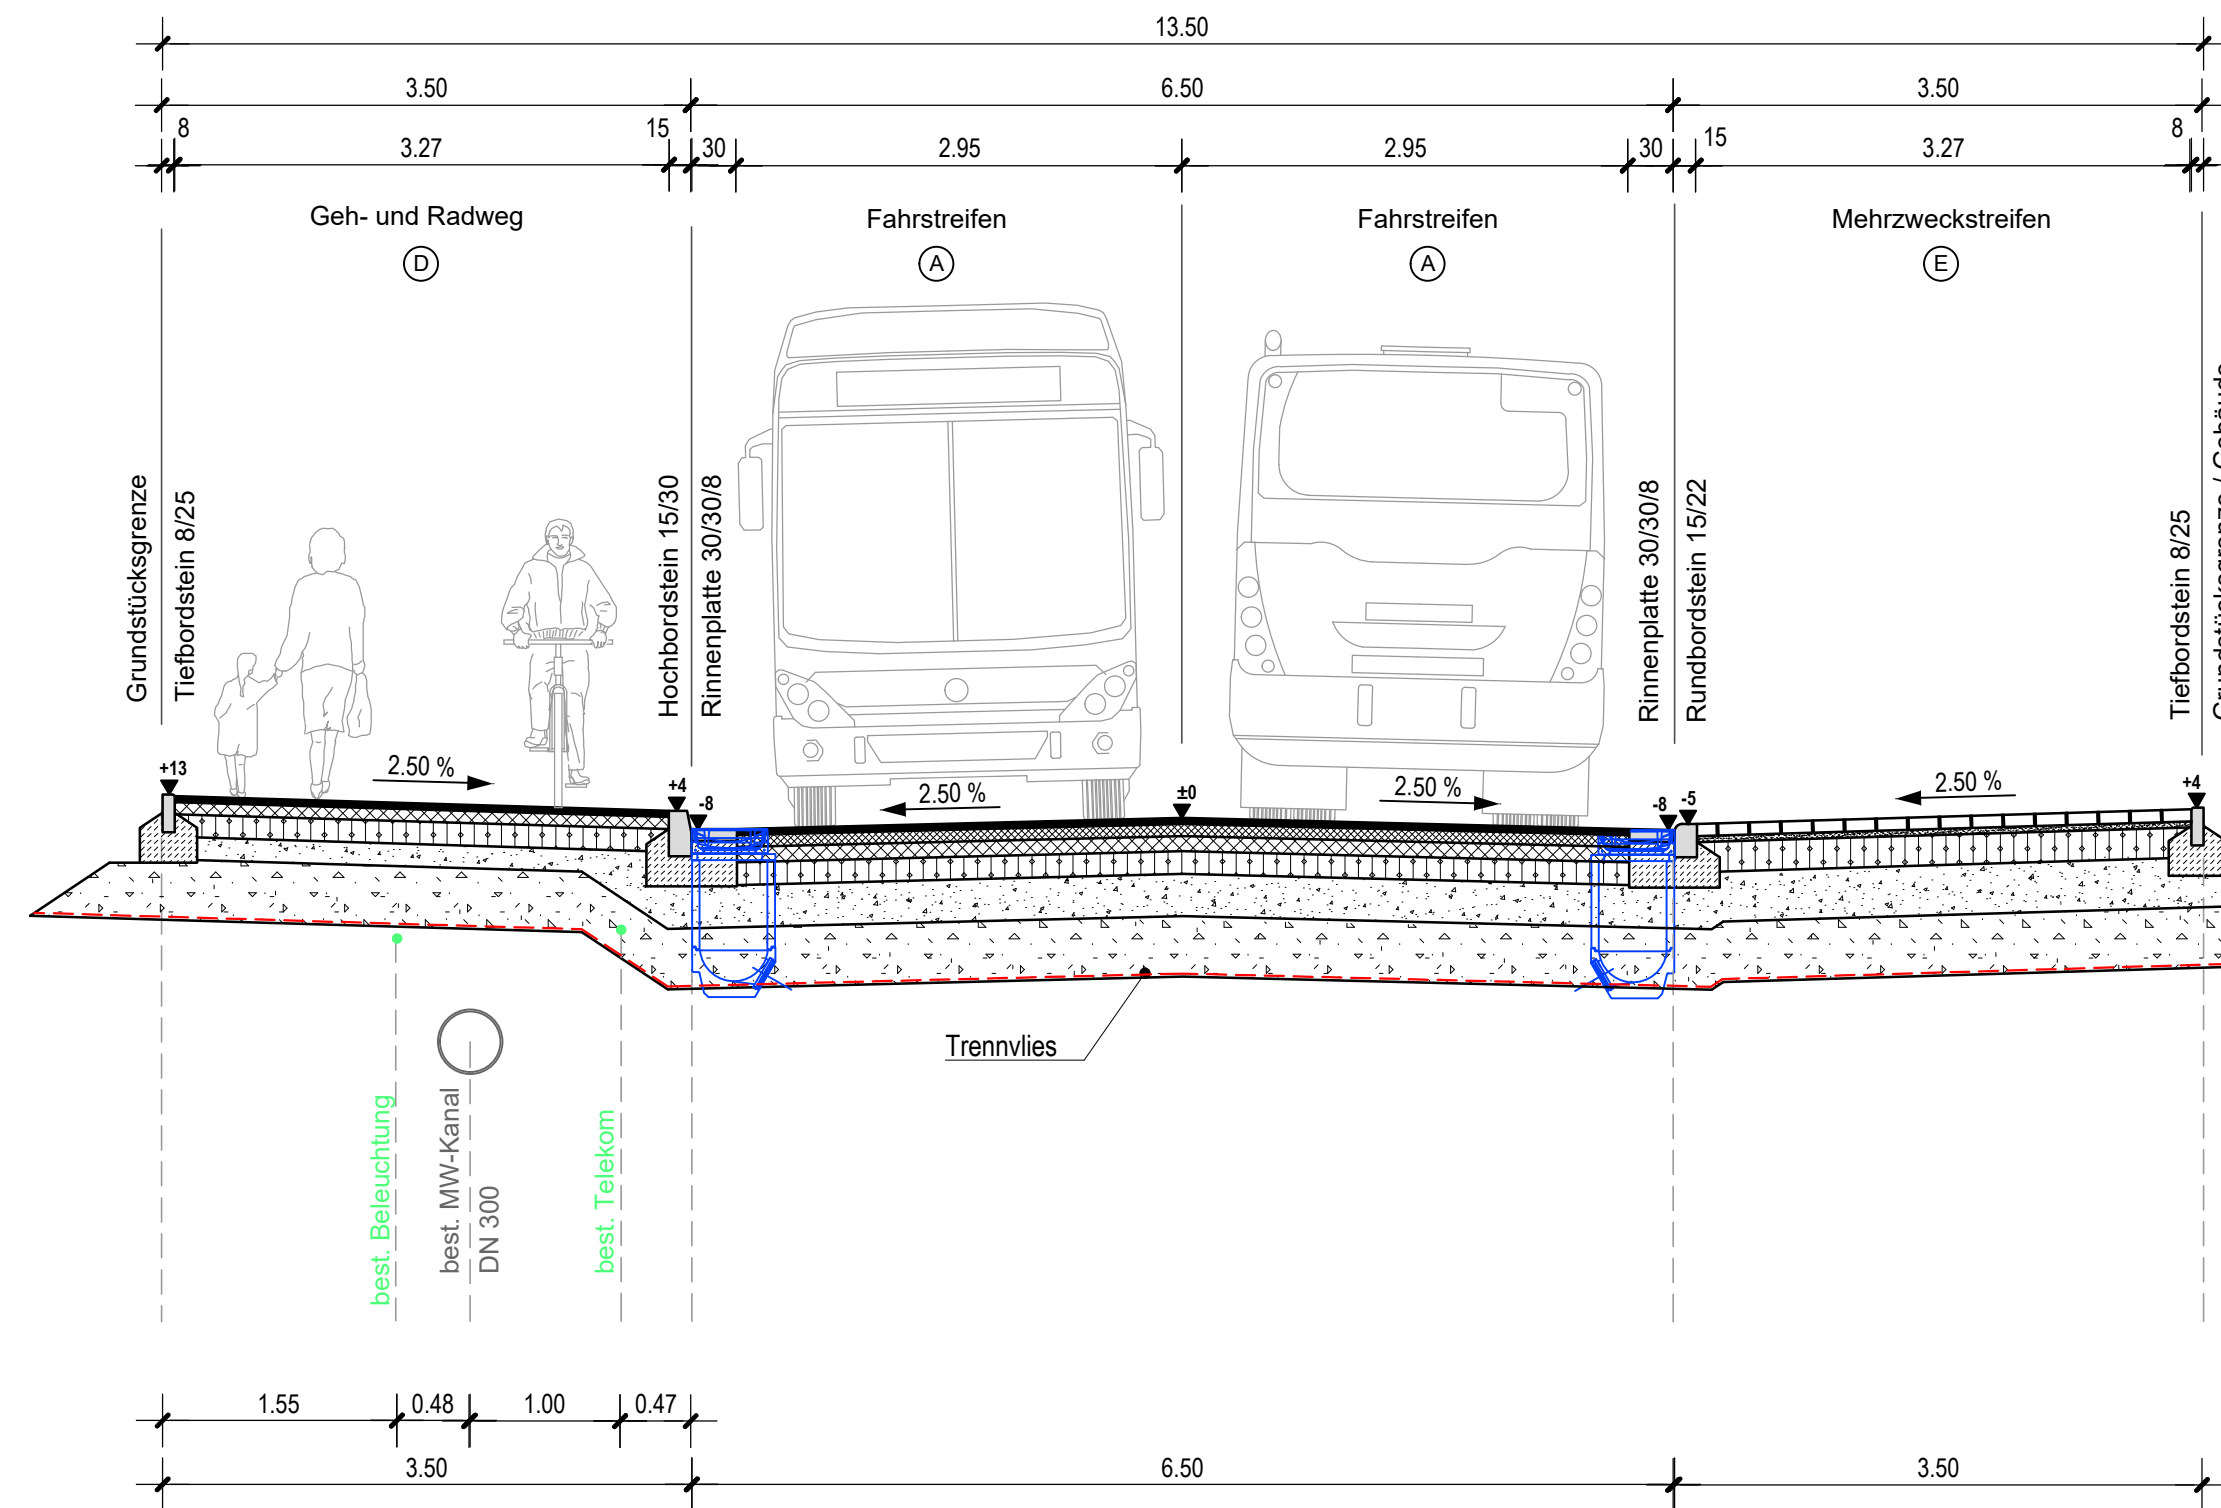 13.50
3.50 6.50 3.50
8 3.27 15 30 2.95 2.95 30 15 3.27 8
Geh- und Radweg Fahrstreifen Fahrstreifen Mehrzweckstreifen
D A A E
Grundstücksgrenze
Tiefbordstein 8/25
Hochbordstein 15/30
Rinnenplatte 30/30/8
Rinnenplatte 30/30/8
Rundbordstein 15/22
Tiefbordstein 8/25
Grundstücksgrenze / Gebäude
+13 2.50 % +4 -8 2.50 % ±0 2.50 % -8 -5 2.50 % +4
Trennvlies
best. Beleuchtung
best. MW-Kanal
DN 300
best. Telekom
1.55 0.48 1.00 0.47
3.50 6.50 3.50